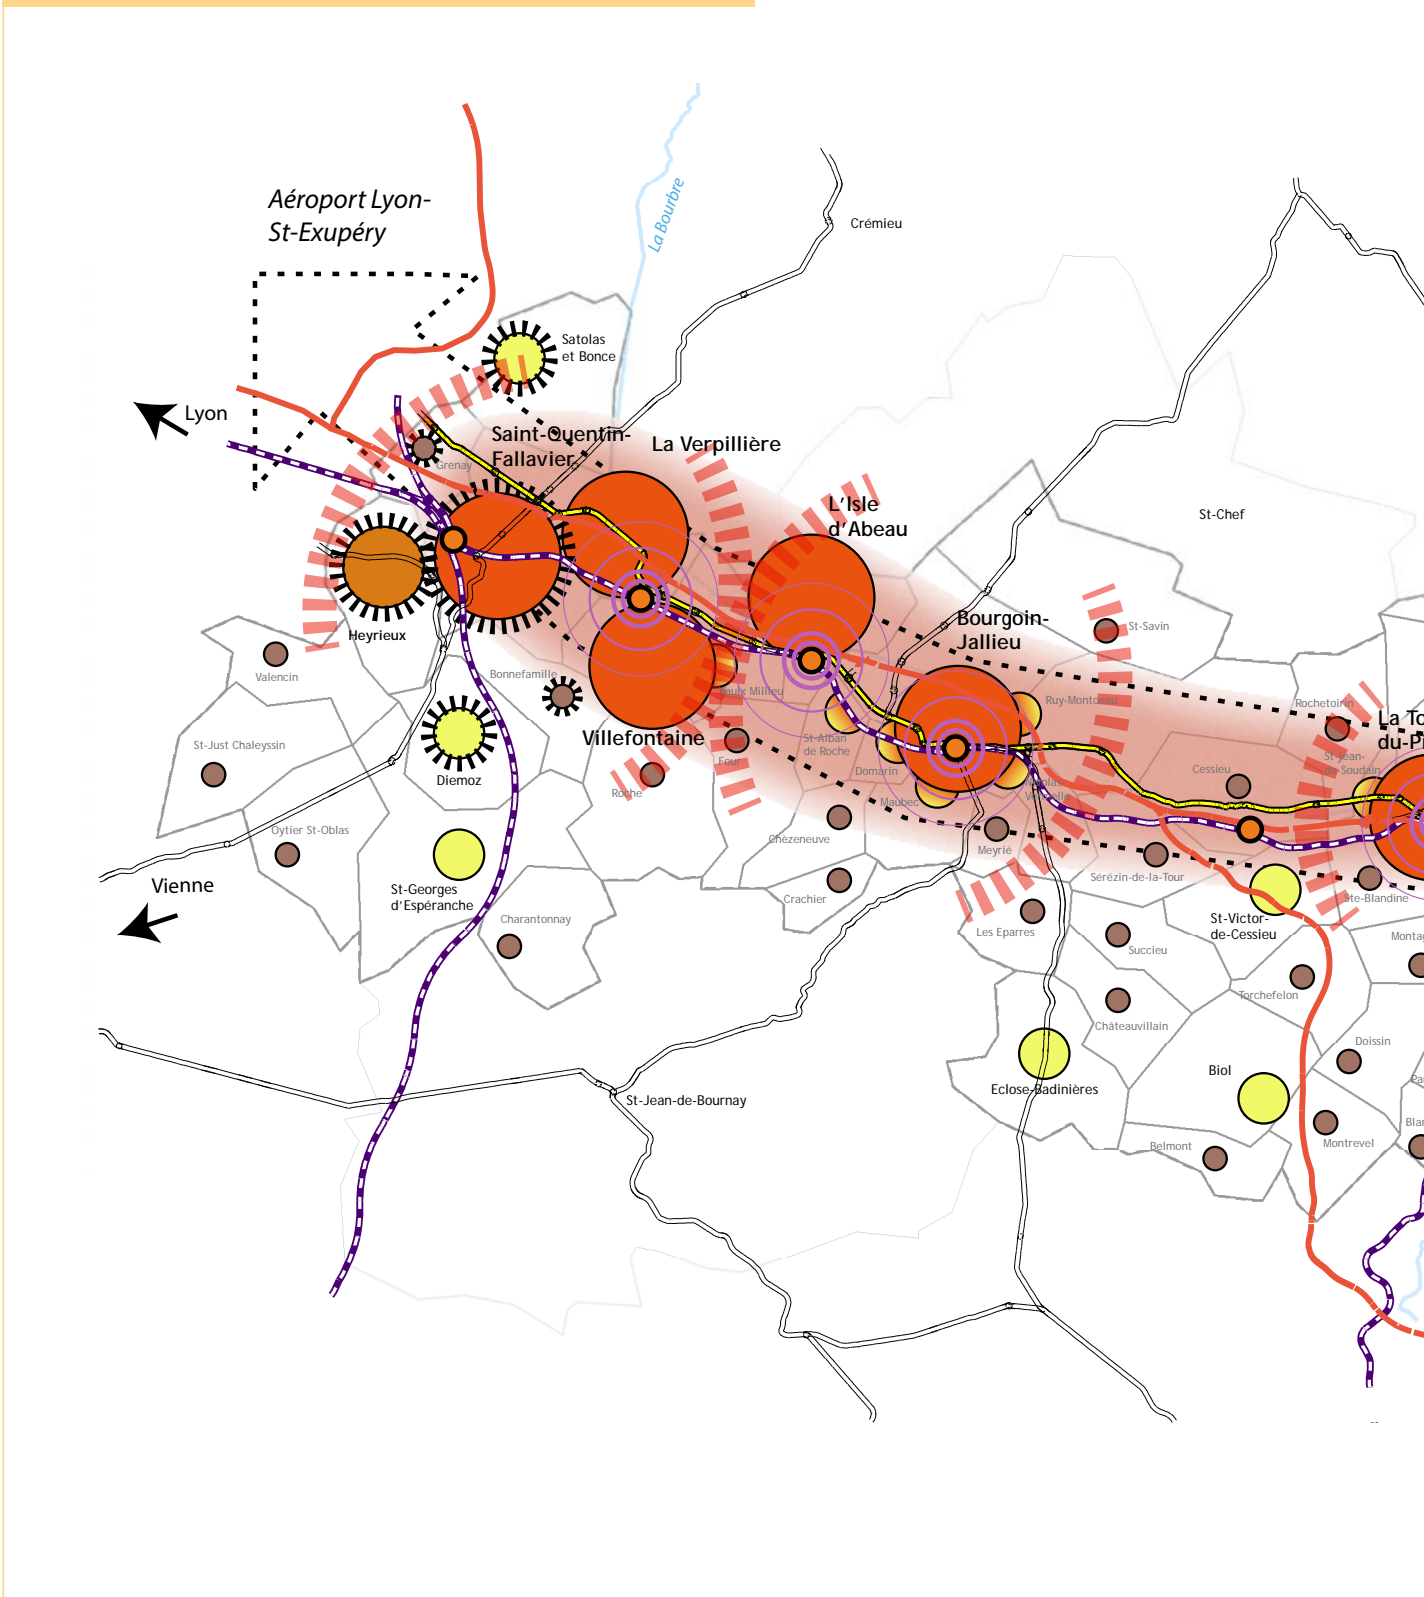 Aéroport Lyon-
St-Exupéry
La Bourbre
Crémieu
Satolas
et Bonce
Lyon
Saint-Quentin-
Fallavier
La Verpillière
Grenay
L'Isle
d'Abeau
St-Chef
Heyrieux
Bourgoin-
Jallieu
St-Savin
Valencin
Bonnefamille
Vaulx Millieu
Ruy-Montceau
Rochetoirin
La To
du-Pi
Villefontaine
St-Just Chaleyssin
Diemoz
Four
St-Alban
de Roche
Domarin
Cessieu
St-Jean-
de-Soudain
Roche
Maubec
Oytier St-Oblas
Chèzeneuve
Meyrié
Vienne
St-Georges
d'Espéranche
Crachier
Sérézin-de-la-Tour
Ste-Blandine
Charantonnay
Les Eparres
St-Victor-
de-Cessieu
Succieu
Montag
Torchefelon
Châteauvillain
Doissin
Eclose-Badinières
Biol
St-Jean-de-Bournay
Belmont
Montrevel